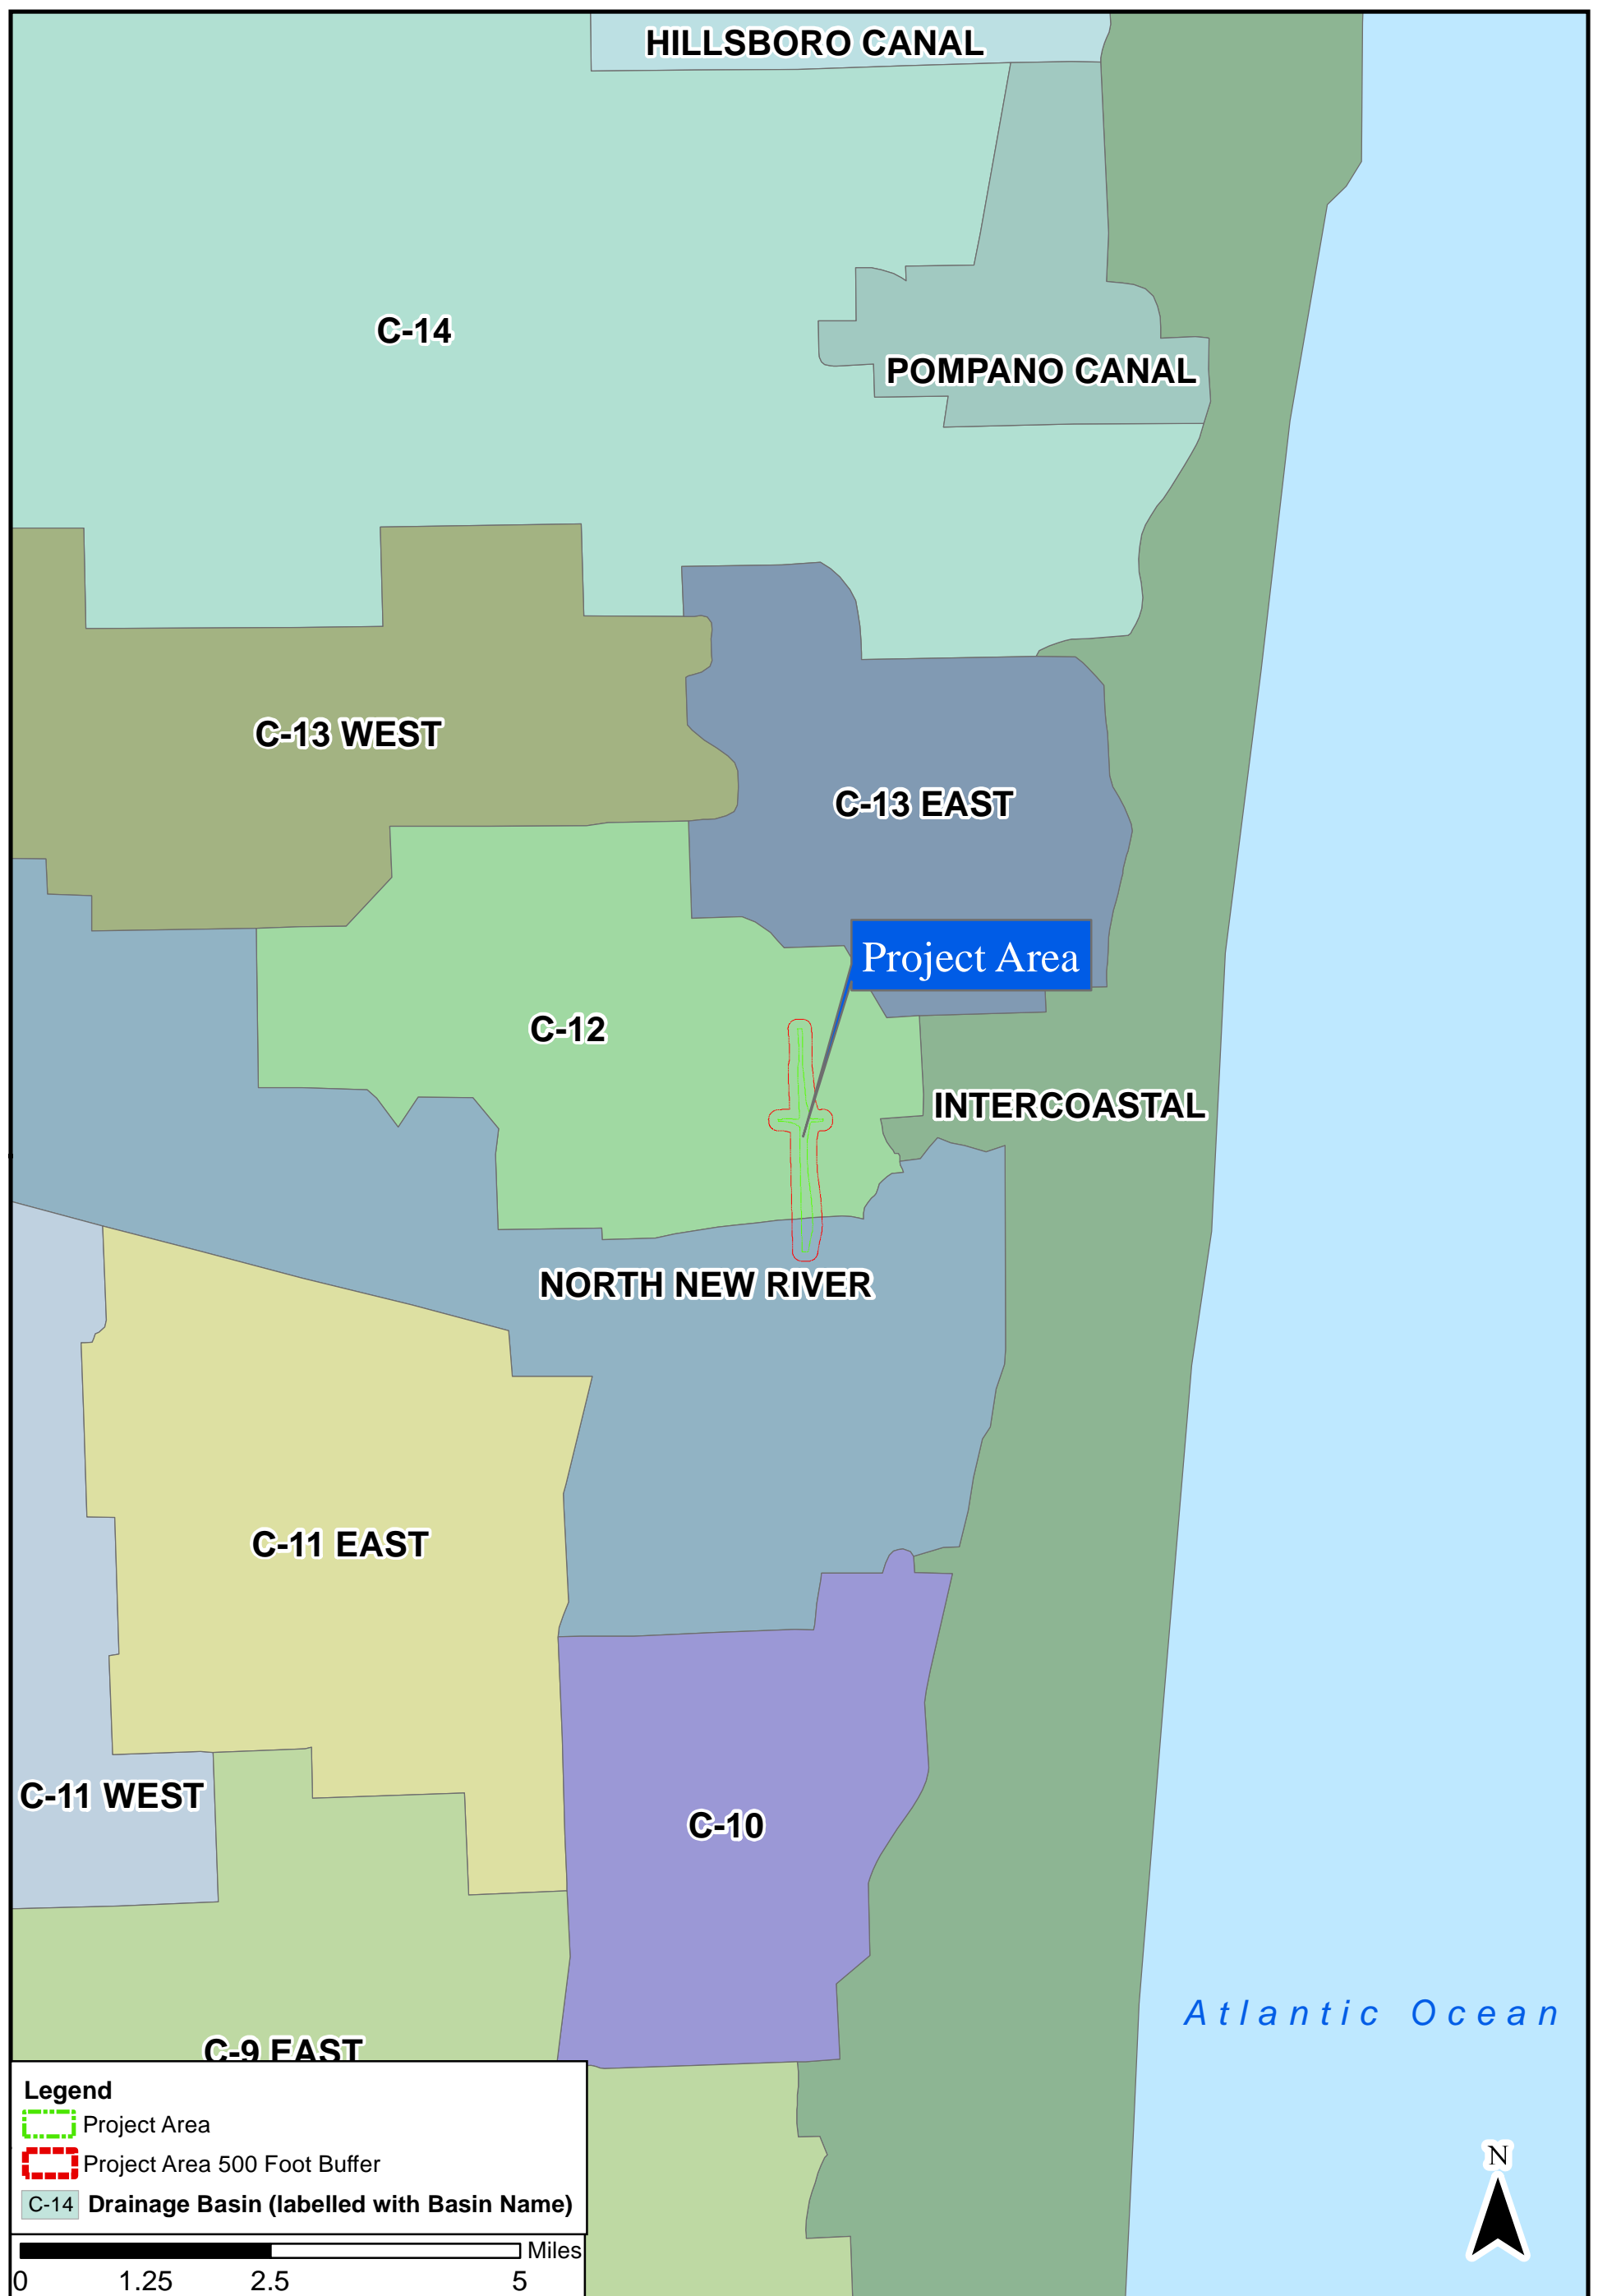 HILLSBORO CANAL
C-14
POMPANO CANAL
C-13 WEST
C-13 EAST
Project Area
C-12
INTERCOASTAL
NORTH NEW RIVER
C-11 EAST
C-11 WEST
C-10
Atlantic Ocean
C-9 EAST
Legend
Project Area
Project Area 500 Foot Buffer
C-14 Drainage Basin (labelled with Basin Name)
Miles
0 1.25 2.5 5
N